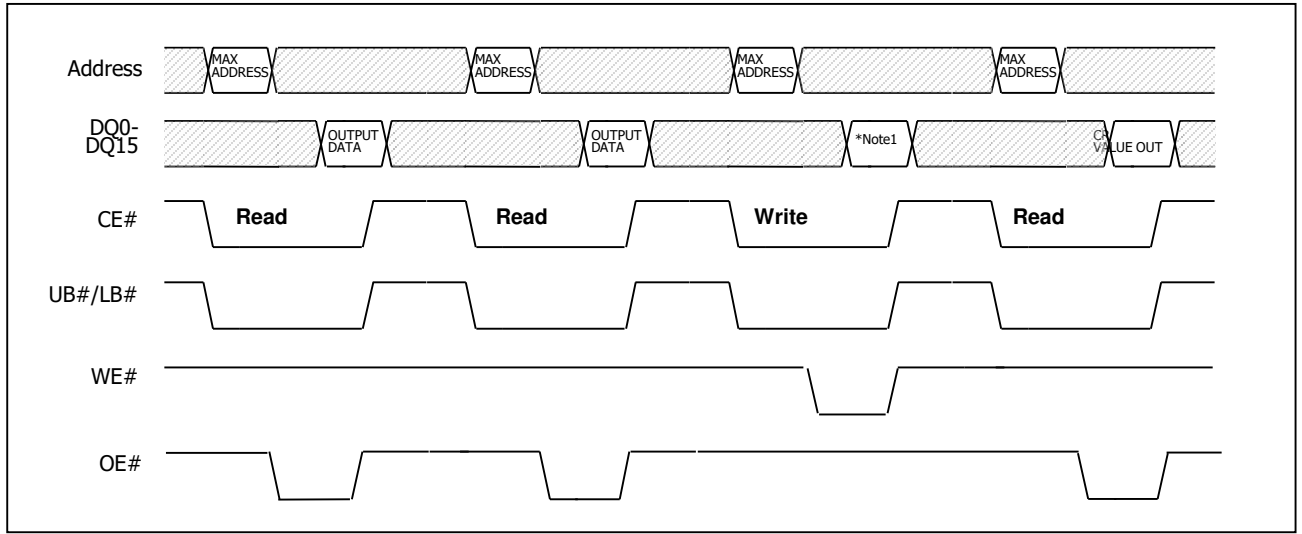 Address
MAX
ADDRESS
MAX
ADDRESS
MAX
ADDRESS
MAX
ADDRESS
DQ0-
DQ15
OUTPUT
DATA
OUTPUT
DATA
*Note1
CR
VALUE OUT
CE#
Read
Read
Write
Read
UB#/LB#
WE#
OE#